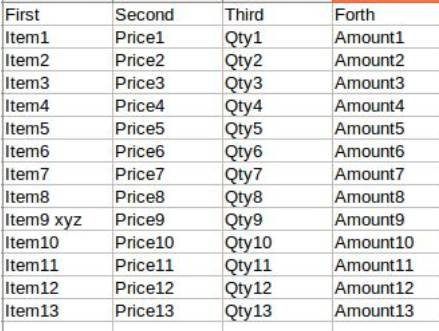 First Second Third Forth
Item1 Price1 Qty1 Amount1
Item2 Price2 Qty2 Amount2
Item3 Price3 Qty3 Amount3
Item4 Price4 Qty4 Amount4
Item5 Price5 Qty5 Amount5
Item6 Price6 Qty6 Amount6
Item7 Price7 Qty7 Amount7
Item8 Price8 Qty8 Amount8
Item9 xyz Price9 Qty9 Amount9
Item10 Price10 Qty10 Amount10
Item11 Price11 Qty11 Amount11
Item12 Price12 Qty12 Amount12
Item13 Price13 Qty13 Amount13